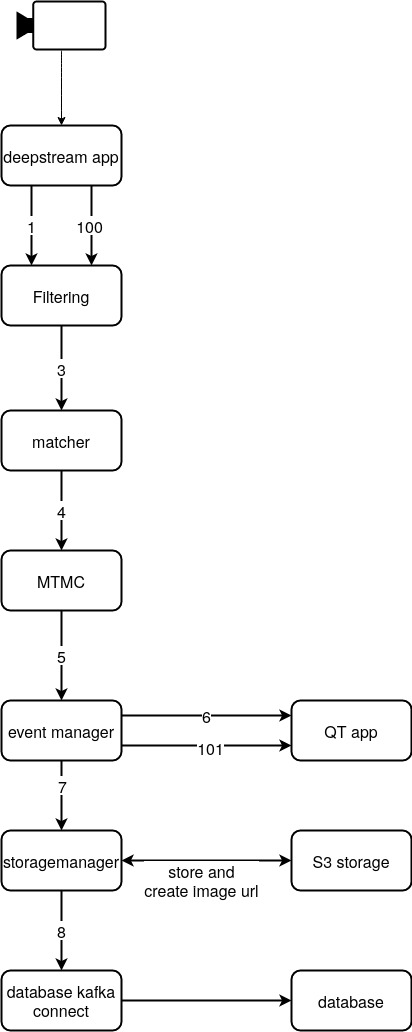 deepstream app
1
100
Filtering
3
matcher
4
MTMC
5
event manager
6
101
QT app
7
storagemanager
store and
create image url
S3 storage
8
database kafka
connect
database